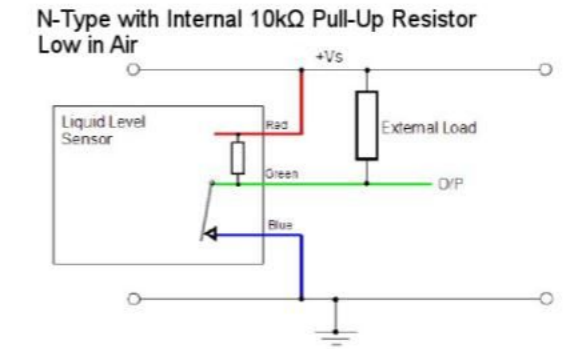 N-Type with Internal 10kΩ Pull-Up Resistor
Low in Air
+Vs
Liquid Level
Sensor
Red
External Load
Green
O/P
Blue